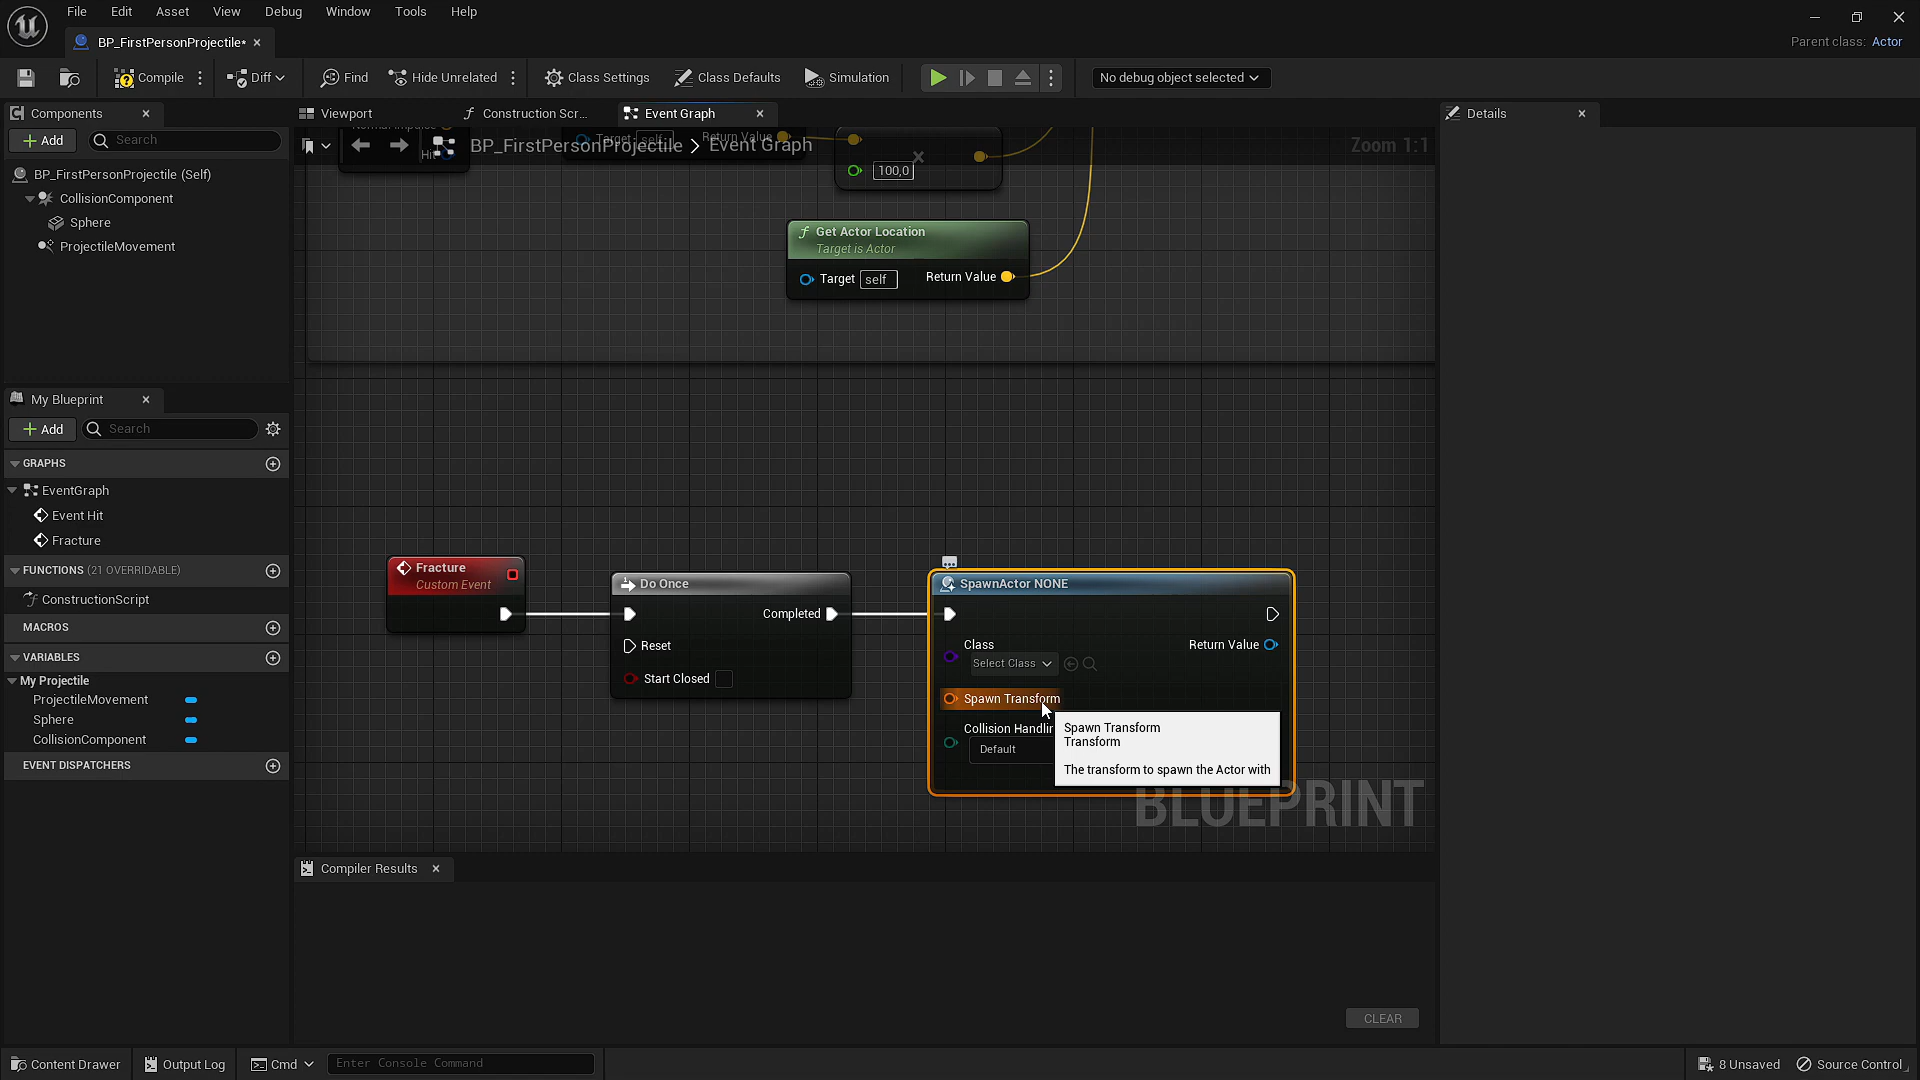 File Edit Asset View Debug Window Tools Help
BP_FirstPersonProjectile*
Parent class: Actor
Compile Diff Find Hide Unrelated Class Settings Class Defaults Simulation No debug object selected
Components
Viewport Construction Scr... Event Graph
Details
Add Search
BP_FirstPersonProjectile > Event Graph
Zoom 1:1
Target self Return Value
Hit
100,0
BP_FirstPersonProjectile (Self)
CollisionComponent
Sphere
ProjectileMovement
Get Actor Location
Target is Actor
Target self Return Value
My Blueprint
Add Search
GRAPHS
EventGraph
Event Hit
Fracture
FUNCTIONS (21 OVERRIDABLE)
ConstructionScript
MACROS
VARIABLES
My Projectile
ProjectileMovement
Sphere
CollisionComponent
EVENT DISPATCHERS
Fracture
Custom Event
Do Once
Completed
Reset
Start Closed
SpawnActor NONE
Class
Select Class
Return Value
Spawn Transform
Collision Handlin
Default
Spawn Transform
Transform
The transform to spawn the Actor with
BLUEPRINT
Compiler Results
CLEAR
Content Drawer Output Log Cmd Enter Console Command 8 Unsaved Source Control